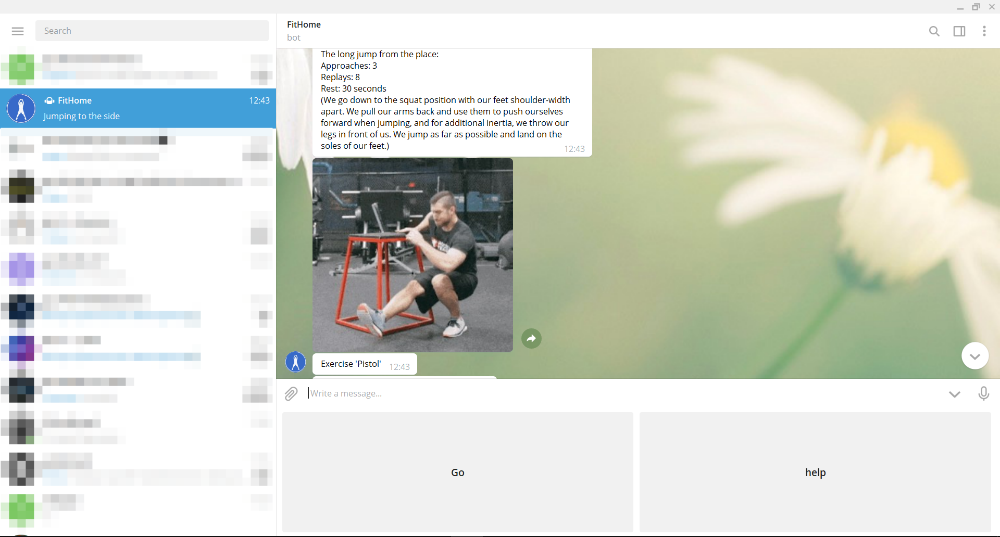 Search
FitHome
12:43
Jumping to the side
FitHome
bot
The long jump from the place:
Approaches: 3
Replays: 8
Rest: 30 seconds
(We go down to the squat position with our feet shoulder-width
apart. We pull our arms back and use them to push ourselves
forward when jumping, and for additional inertia, we throw our
legs in front of us. We jump as far as possible and land on the
soles of our feet.)
12:43
Exercise 'Pistol'
12:43
Write a message...
Go
help